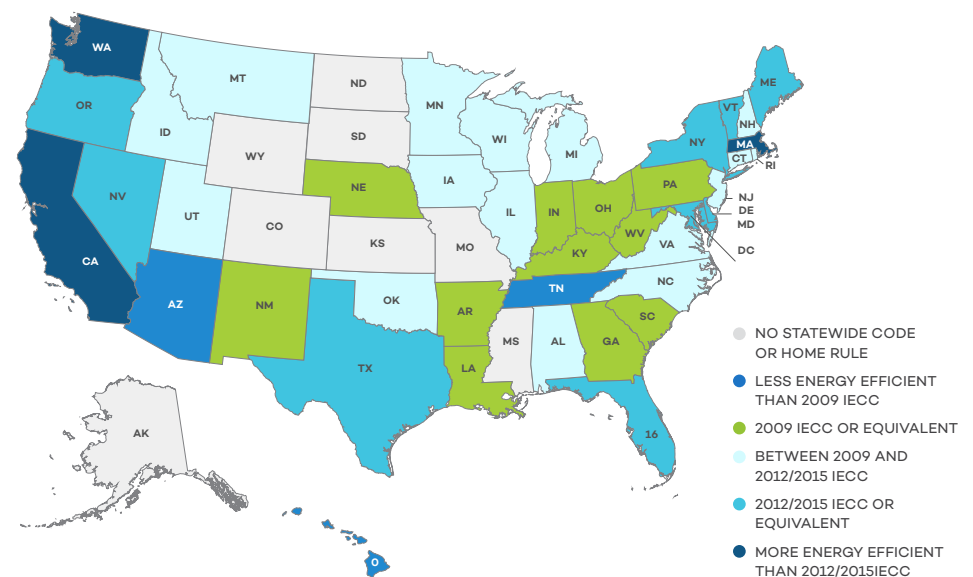 WA
MT
ND
MN
ME
OR
ID
SD
WI
MI
VT
NH
NY
MA
CT
RI
WY
NE
IA
PA
NV
UT
CO
KS
MO
IL
IN
OH
NJ
DE
MD
DC
WV
VA
KY
CA
AZ
NM
OK
AR
TN
NC
SC
MS
AL
GA
TX
LA
AK
16
0
NO STATEWIDE CODE
OR HOME RULE
LESS ENERGY EFFICIENT
THAN 2009 IECC
2009 IECC OR EQUIVALENT
BETWEEN 2009 AND
2012/2015 IECC
2012/2015 IECC OR
EQUIVALENT
MORE ENERGY EFFICIENT
THAN 2012/2015IECC